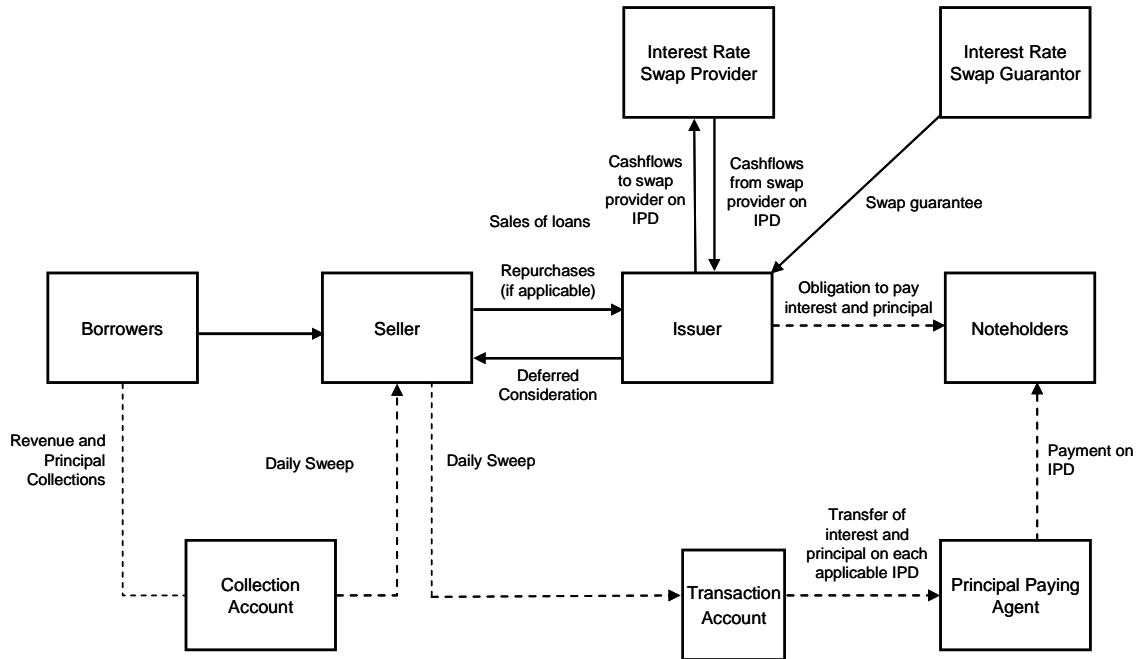 Interest Rate
Swap Provider
Interest Rate
Swap Guarantor
Cashflows
to swap
provider on
IPD
Cashflows
from swap
provider on
IPD
Swap guarantee
Sales of loans
Repurchases
(if applicable)
Obligation to pay
interest and principal
Borrowers
Seller
Issuer
Noteholders
Deferred
Consideration
Revenue and
Principal
Collections
Daily Sweep
Daily Sweep
Payment on
IPD
Transfer of
interest and
principal on each
applicable IPD
Collection
Account
Transaction
Account
Principal Paying
Agent